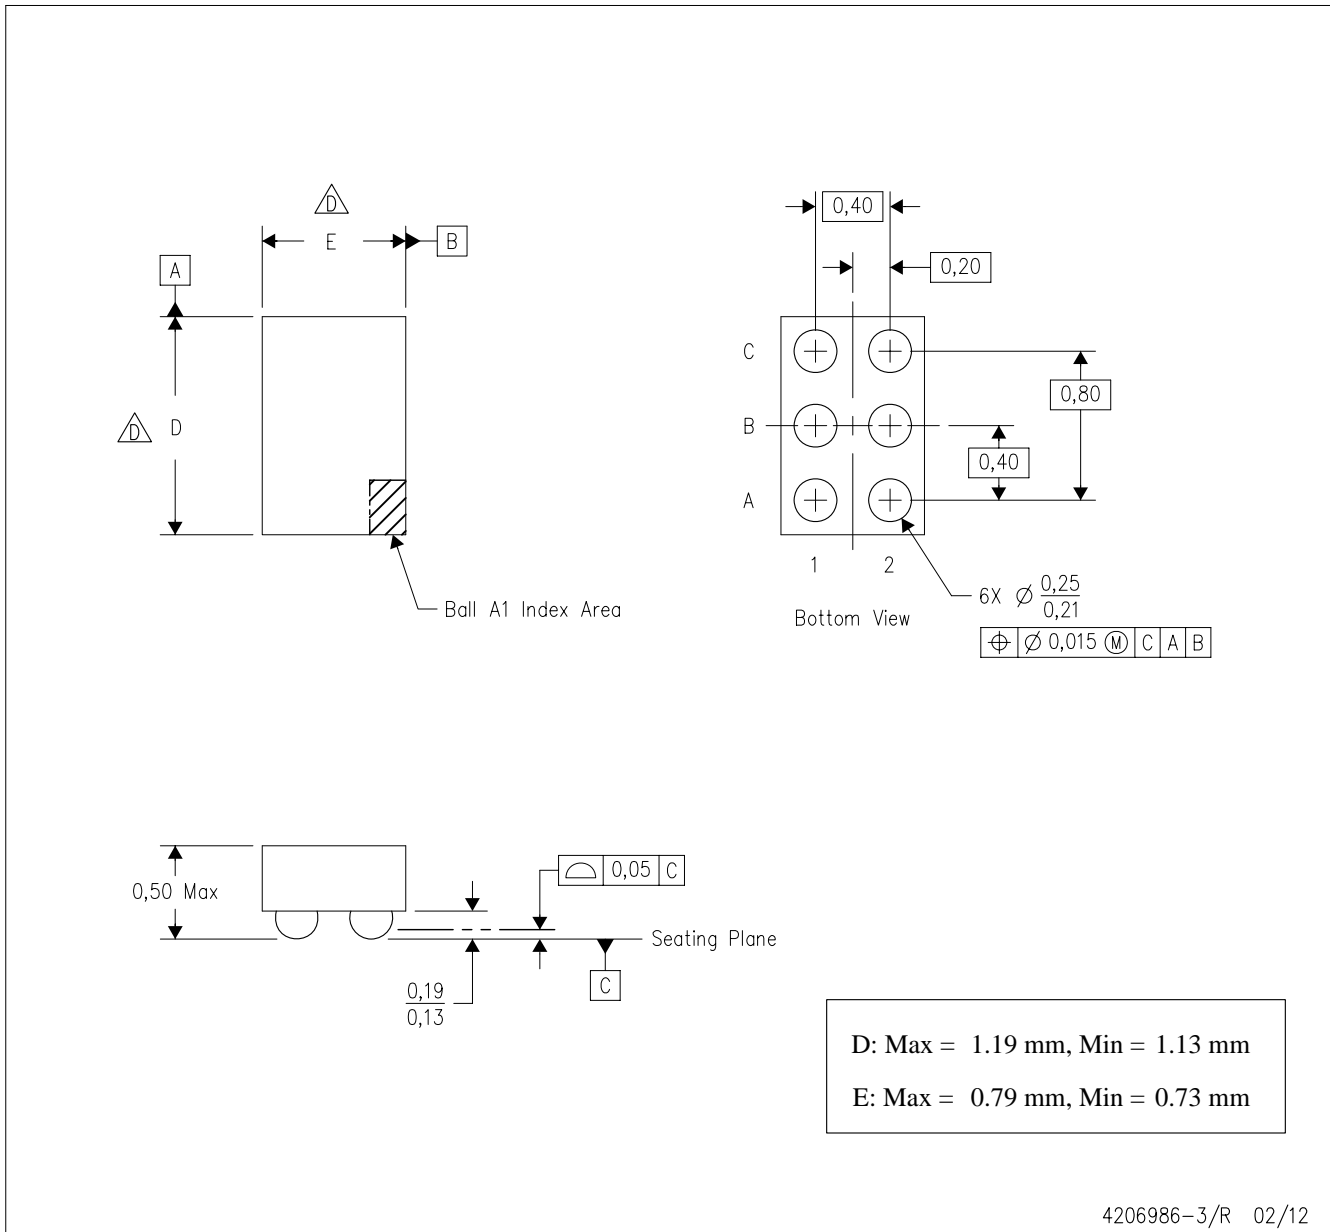 D
E
B
A
D
D
Ball A1 Index Area
0,40
0,20
C
B
A
0,80
0,40
1
2
Bottom View
6X Ø 0,25
0,21
⌖ Ø 0,015 Ⓜ C A B
0,50 Max
⌓ 0,05 C
Seating Plane
C
0,19
0,13
D: Max = 1.19 mm, Min = 1.13 mm
E: Max = 0.79 mm, Min = 0.73 mm
4206986-3/R 02/12